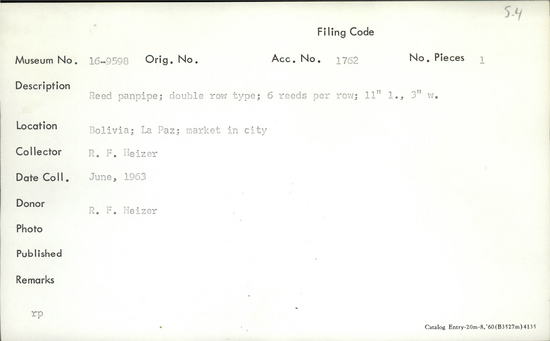 5.4
Filing Code
Museum No. 16-9598 Orig. No. Acc. No. 1762 No. Pieces 1
Description Reed panpipe; double row type; 6 reeds per row; 11" l., 3" w.
Location Bolivia; La Paz; market in city
Collector R. F. Heizer
Date Coll. June, 1963
Donor R. F. Heizer
Photo
Published
Remarks
rp
Catalog Entry-20m-8,'60(B3527m)4135